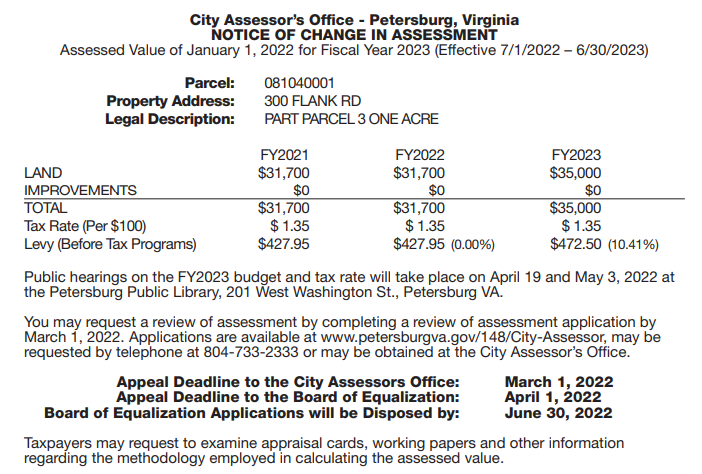 City Assessor's Office - Petersburg, Virginia
NOTICE OF CHANGE IN ASSESSMENT
Assessed Value of January 1, 2022 for Fiscal Year 2023 (Effective 7/1/2022 – 6/30/2023)
Parcel: 081040001
Property Address: 300 FLANK RD
Legal Description: PART PARCEL 3 ONE ACRE
FY2021 FY2022 FY2023
LAND $31,700 $31,700 $35,000
IMPROVEMENTS $0 $0 $0
TOTAL $31,700 $31,700 $35,000
Tax Rate (Per $100) $ 1.35 $ 1.35 $ 1.35
Levy (Before Tax Programs) $427.95 $427.95 (0.00%) $472.50 (10.41%)
Public hearings on the FY2023 budget and tax rate will take place on April 19 and May 3, 2022 at
the Petersburg Public Library, 201 West Washington St., Petersburg VA.
You may request a review of assessment by completing a review of assessment application by
March 1, 2022. Applications are available at www.petersburgva.gov/148/City-Assessor, may be
requested by telephone at 804-733-2333 or may be obtained at the City Assessor's Office.
Appeal Deadline to the City Assessors Office: March 1, 2022
Appeal Deadline to the Board of Equalization: April 1, 2022
Board of Equalization Applications will be Disposed by: June 30, 2022
Taxpayers may request to examine appraisal cards, working papers and other information
regarding the methodology employed in calculating the assessed value.